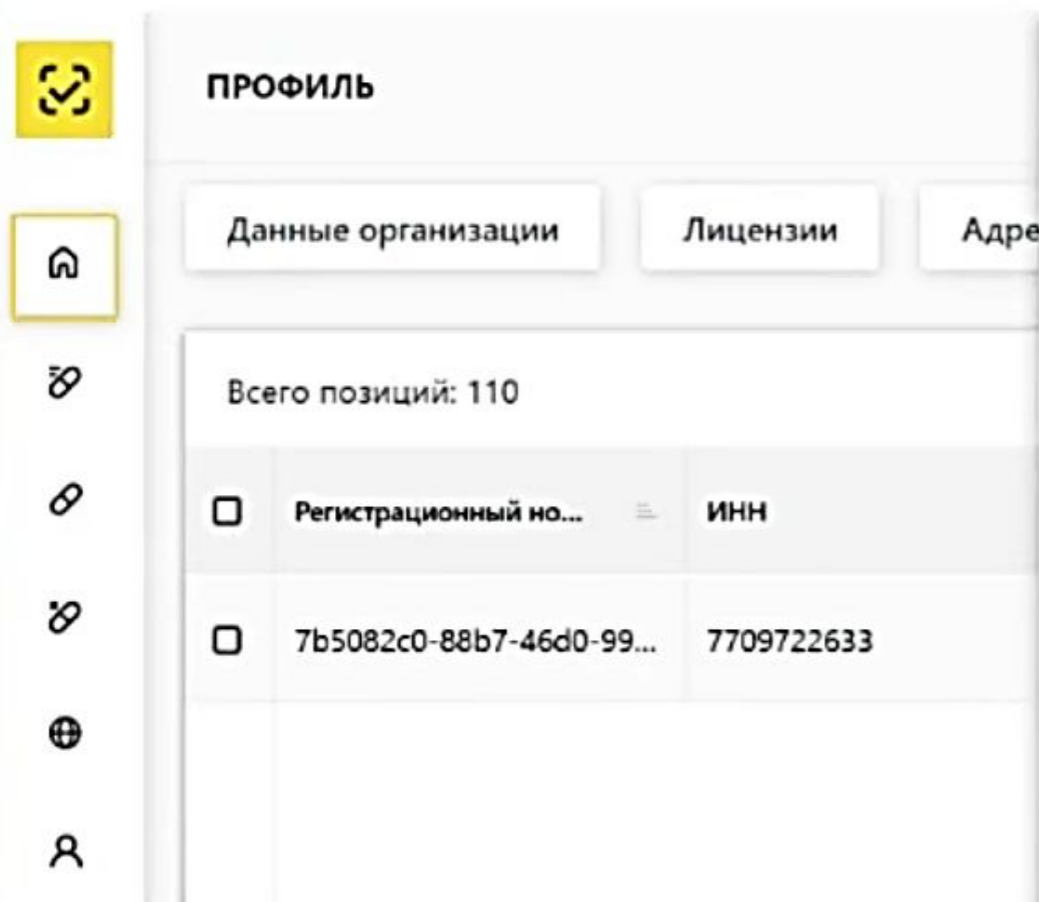 ПРОФИЛЬ
Данные организации Лицензии Адре
Всего позиций: 110
Регистрационный но... ИНН
7b5082c0-88b7-46d0-99... 7709722633